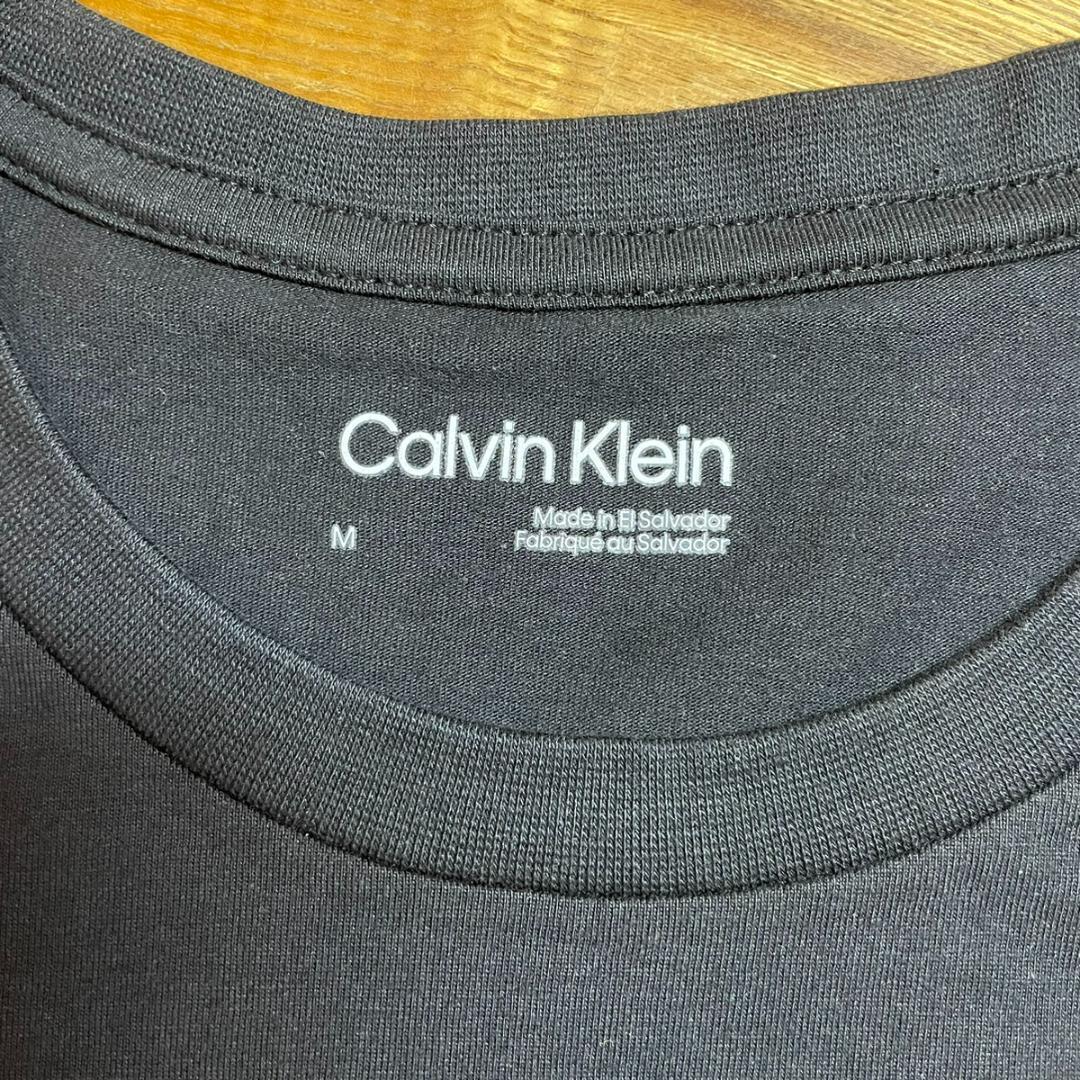 Calvin Klein
M
Made in El Salvador
Fabriqué au Salvador